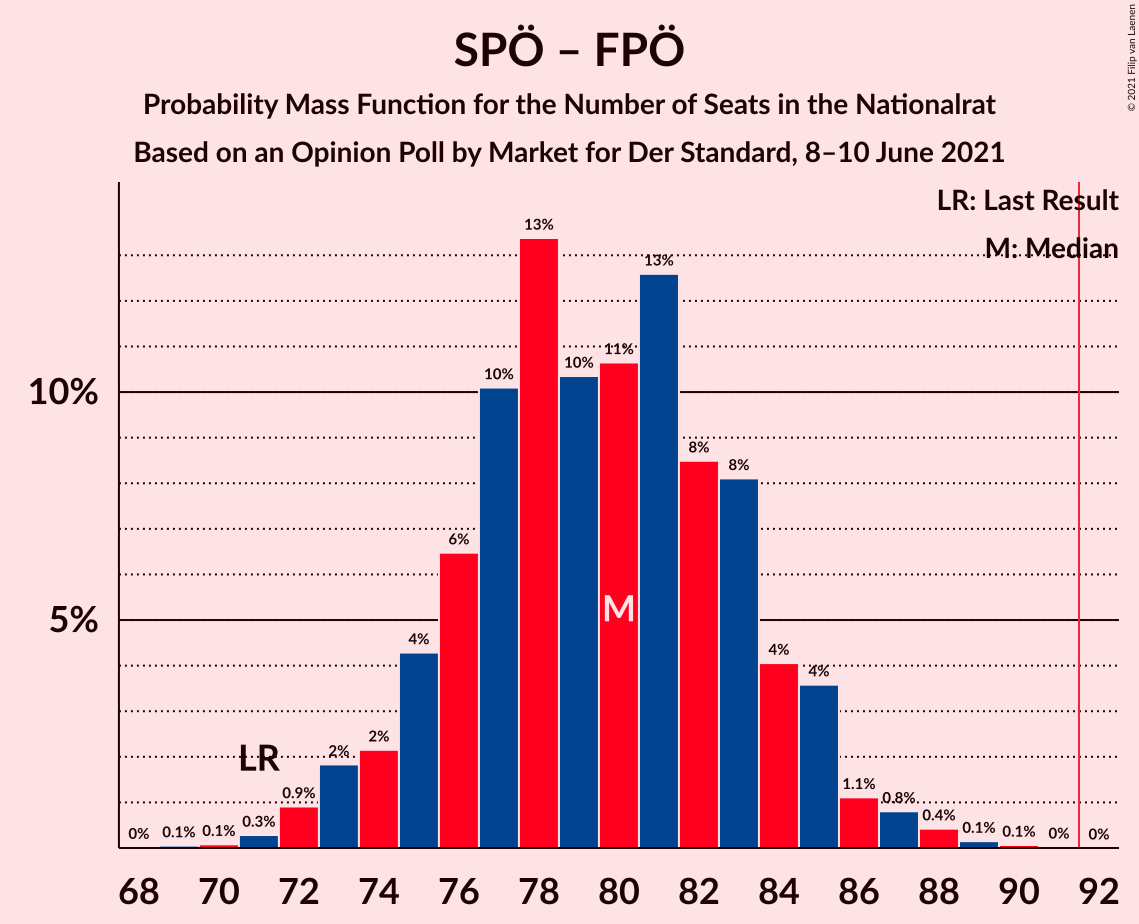 SPÖ – FPÖ
Probability Mass Function for the Number of Seats in the Nationalrat
Based on an Opinion Poll by Market for Der Standard, 8–10 June 2021
© 2021 Filip van Laenen
LR: Last Result
M: Median
10%
5%
0% 0.1% 0.1% 0.3% 0.9% 2% 2% 4% 6% 10% 13% 10% 11% 13% 8% 8% 4% 4% 1.1% 0.8% 0.4% 0.1% 0.1% 0% 0%
LR
M
68 70 72 74 76 78 80 82 84 86 88 90 92